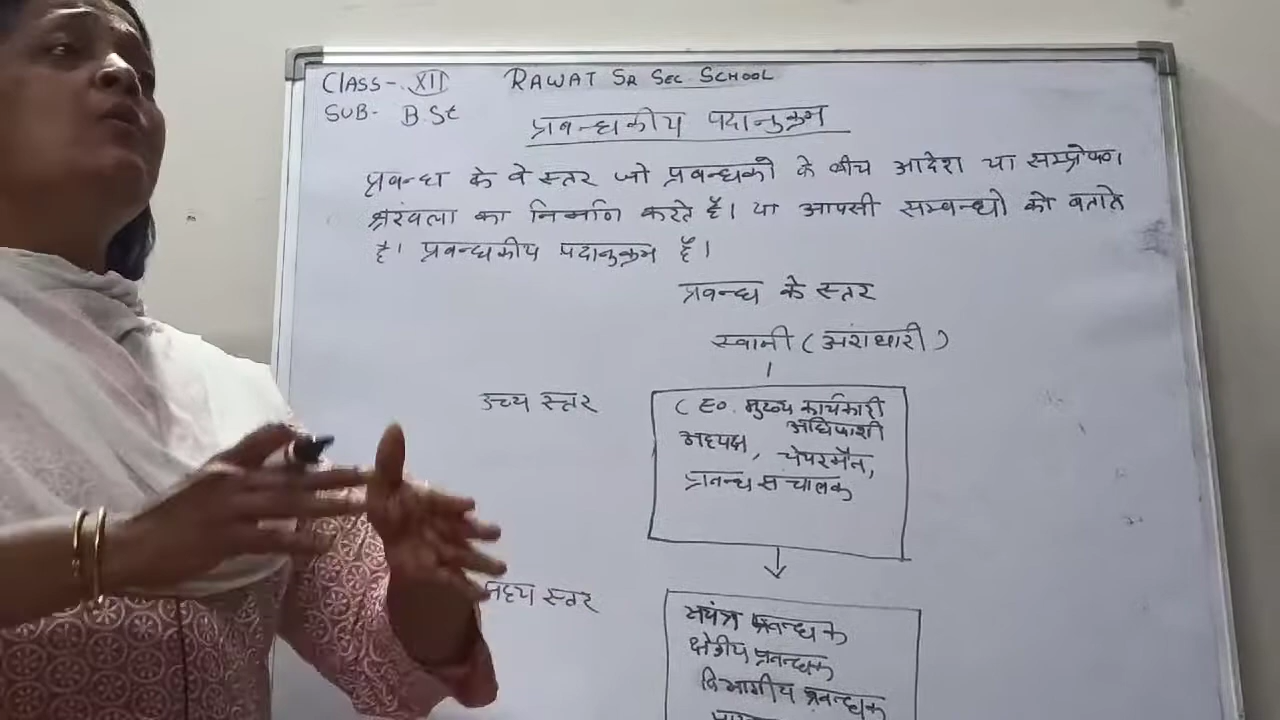 CLASS - XII RAWAT SR SEC SCHOOL
SUB - B.St
प्रबन्धकीय पदानुक्रम
प्रबन्ध के वे स्तर जो प्रबन्धकों के बीच आदेश या सम्प्रेषण
श्रंखला का निर्माण करते है। या आपसी सम्बन्धो को बताते
है। प्रबन्धकीय पदानुक्रम है।
प्रबन्ध के स्तर
स्वामी (अंशधारी)
उच्च स्तर
CEO. मुख्य कार्यकारी
अधिकाशी
अध्यक्ष, चेयरमैन,
प्रबन्ध संचालक
मध्य स्तर
संयंत्र प्रबन्धक
क्षेत्रीय प्रबन्धक
विभागीय प्रबन्धक